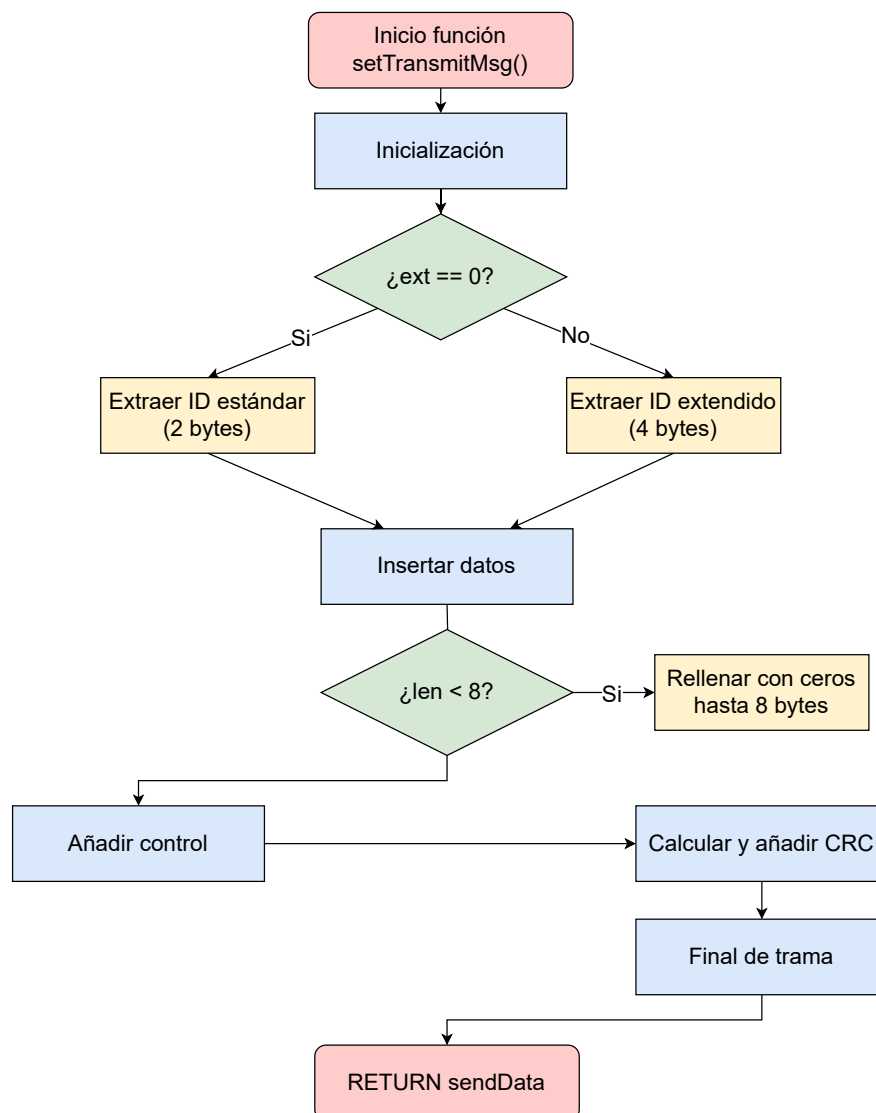 Inicio función
setTransmitMsg()
Inicialización
¿ext == 0?
Si
No
Extraer ID estándar
(2 bytes)
Extraer ID extendido
(4 bytes)
Insertar datos
¿len < 8?
Si
Rellenar con ceros
hasta 8 bytes
Añadir control
Calcular y añadir CRC
Final de trama
RETURN sendData